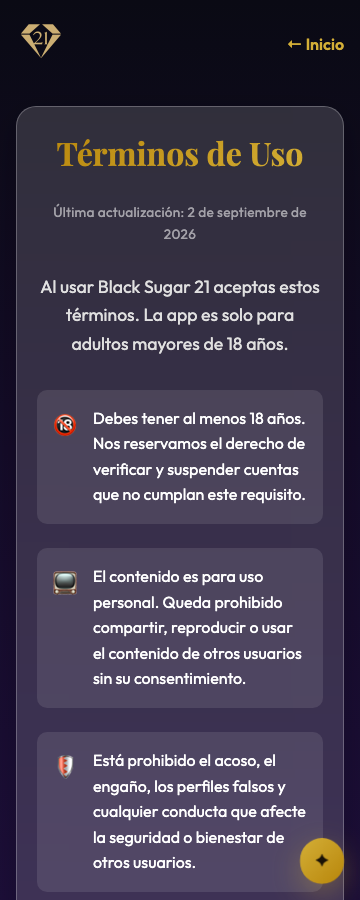 21
← Inicio
Términos de Uso
Última actualización: 2 de septiembre de
2026
Al usar Black Sugar 21 aceptas estos
términos. La app es solo para
adultos mayores de 18 años.
🔞 Debes tener al menos 18 años.
Nos reservamos el derecho de
verificar y suspender cuentas
que no cumplan este requisito.
El contenido es para uso
personal. Queda prohibido
compartir, reproducir o usar
el contenido de otros usuarios
sin su consentimiento.
Está prohibido el acoso, el
engaño, los perfiles falsos y
cualquier conducta que afecte
la seguridad o bienestar de
otros usuarios.